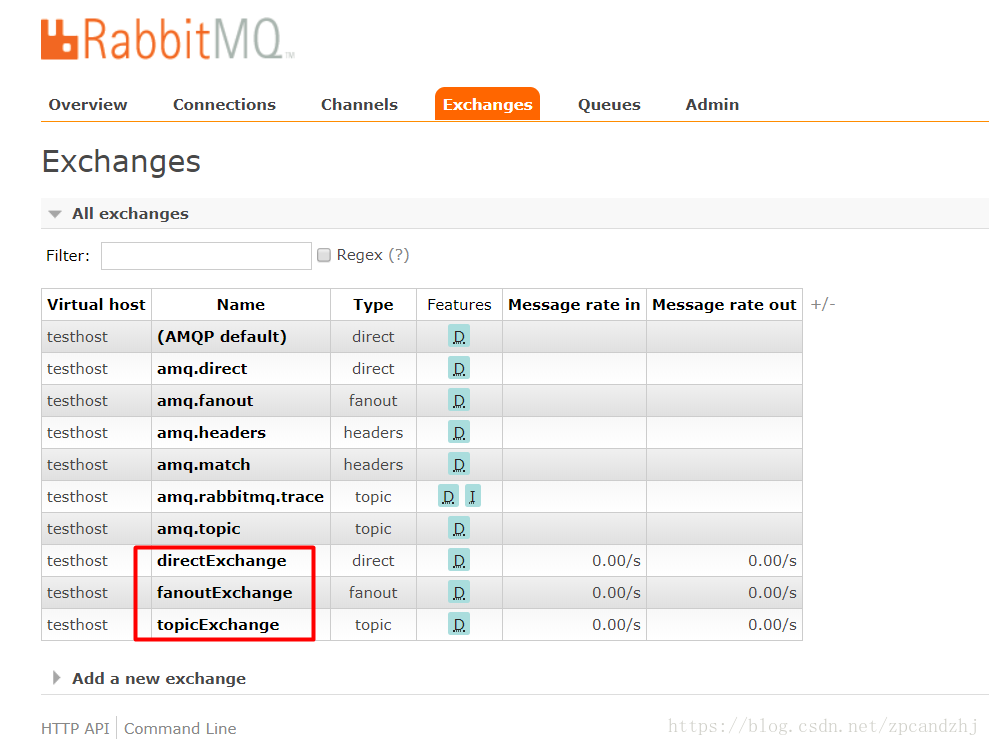 RabbitMQ™
Overview Connections Channels Exchanges Queues Admin
Exchanges
All exchanges
Filter: Regex (?)
Virtual host Name Type Features Message rate in Message rate out +/-
testhost (AMQP default) direct D
testhost amq.direct direct D
testhost amq.fanout fanout D
testhost amq.headers headers D
testhost amq.match headers D
testhost amq.rabbitmq.trace topic D I
testhost amq.topic topic D
testhost directExchange direct D 0.00/s 0.00/s
testhost fanoutExchange fanout D 0.00/s 0.00/s
testhost topicExchange topic D 0.00/s 0.00/s
Add a new exchange
HTTP API Command Line
https://blog.csdn.net/zpcandzhj